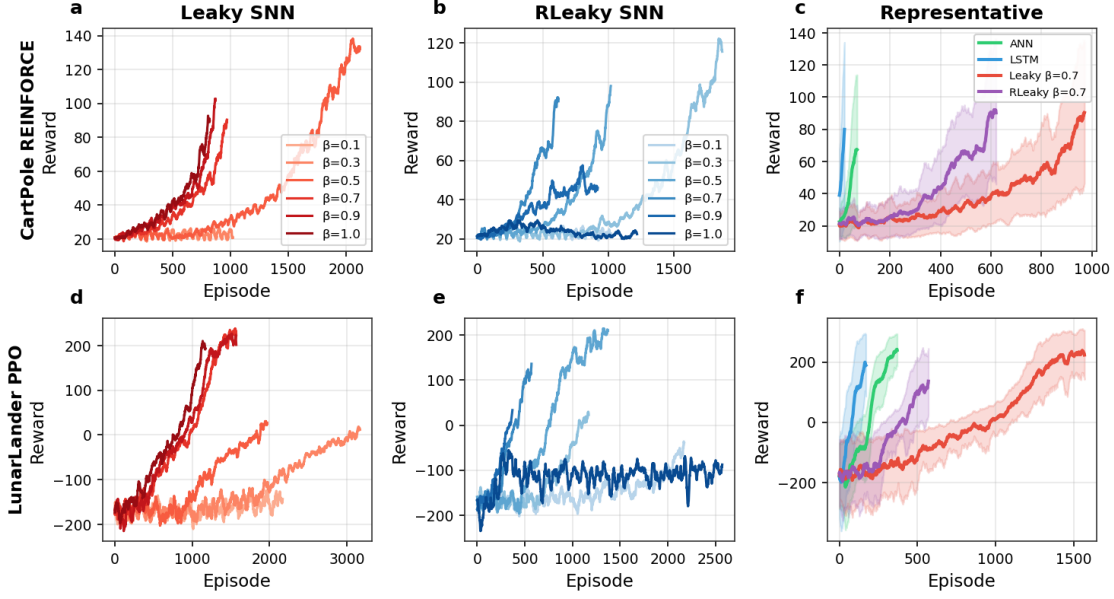 a Leaky SNN
b RLeaky SNN
c Representative
CartPole REINFORCE
Reward
140
120
100
80
60
40
20
β=0.1
β=0.3
β=0.5
β=0.7
β=0.9
β=1.0
0 500 1000 1500 2000
Episode
Reward
120
100
80
60
40
20
β=0.1
β=0.3
β=0.5
β=0.7
β=0.9
β=1.0
0 500 1000 1500
Episode
Reward
140
120
100
80
60
40
20
ANN
LSTM
Leaky β=0.7
RLeaky β=0.7
0 200 400 600 800 1000
Episode
d
e
f
LunarLander PPO
Reward
200
100
0
−100
−200
0 1000 2000 3000
Episode
Reward
200
100
0
−100
−200
0 500 1000 1500 2000 2500
Episode
Reward
200
0
−200
0 500 1000 1500
Episode